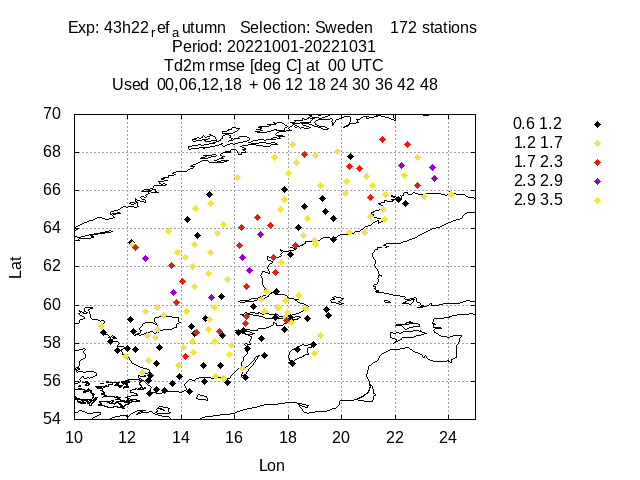 Exp: 43h22ref autumn   Selection: Sweden    172 stations
Period: 20221001-20221031
Td2m rmse [deg C] at  00 UTC
Used  00,06,12,18  + 06 12 18 24 30 36 42 48
70
68
66
64
62
60
58
56
54
Lat
10 12 14 16 18 20 22 24
Lon
0.6 1.2
1.2 1.7
1.7 2.3
2.3 2.9
2.9 3.5